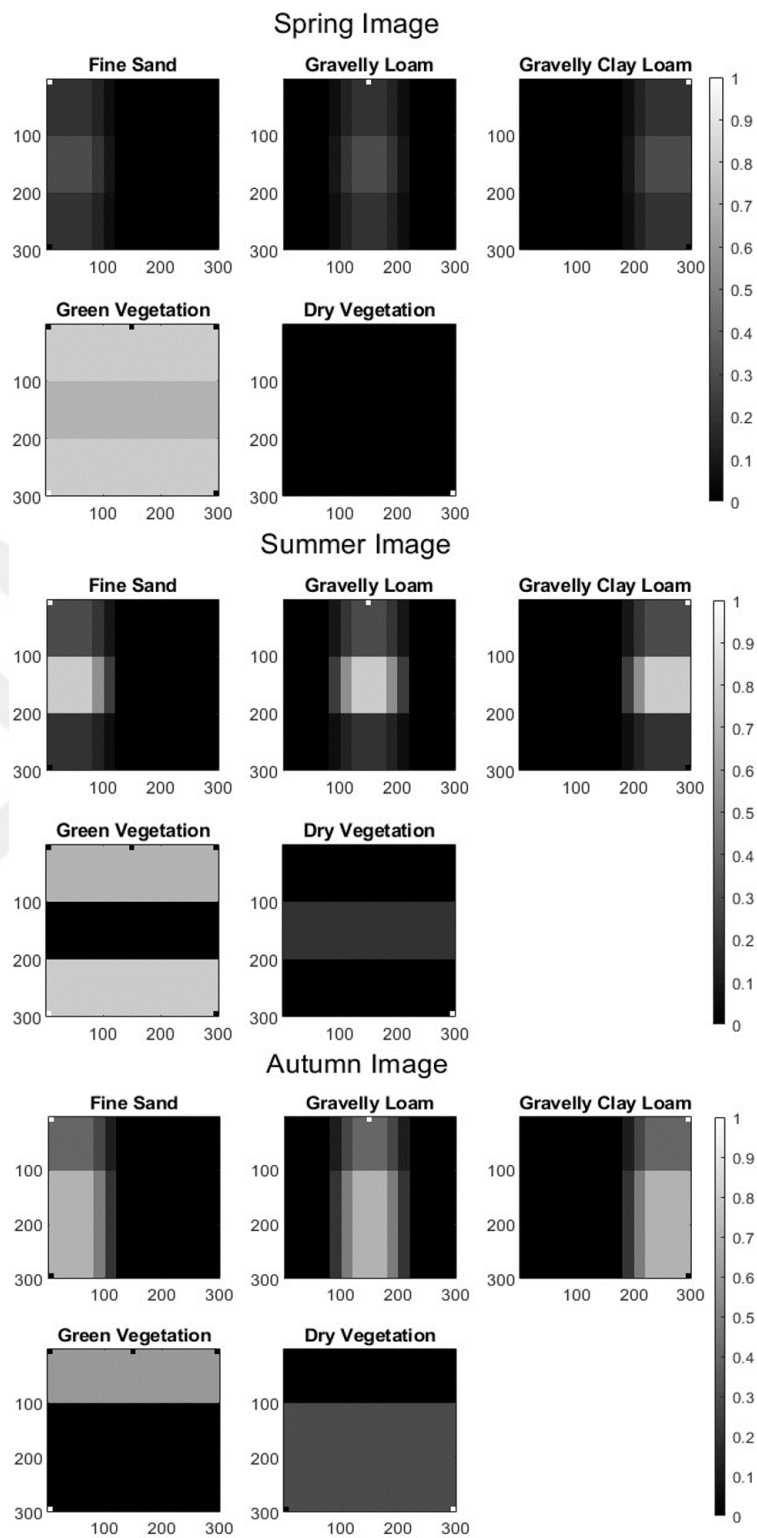 Spring Image
Fine Sand Gravelly Loam Gravelly Clay Loam
1
0.9
100 100 100
0.8
200 200 200
0.7
300 300 300
0.6
100 200 300 100 200 300 100 200 300
0.5
Green Vegetation Dry Vegetation
0.4
100 100
0.3
200 200
0.2
0.1
300 300
0
100 200 300 100 200 300
Summer Image
Fine Sand Gravelly Loam Gravelly Clay Loam
1
0.9
100 100 100
0.8
200 200 200
0.7
300 300 300
0.6
100 200 300 100 200 300 100 200 300
0.5
Green Vegetation Dry Vegetation
0.4
100 100
0.3
200 200
0.2
0.1
300 300
0
100 200 300 100 200 300
Autumn Image
Fine Sand Gravelly Loam Gravelly Clay Loam
1
0.9
100 100 100
0.8
200 200 200
0.7
300 300 300
0.6
100 200 300 100 200 300 100 200 300
0.5
Green Vegetation Dry Vegetation
0.4
100 100
0.3
200 200
0.2
0.1
300 300
0
100 200 300 100 200 300